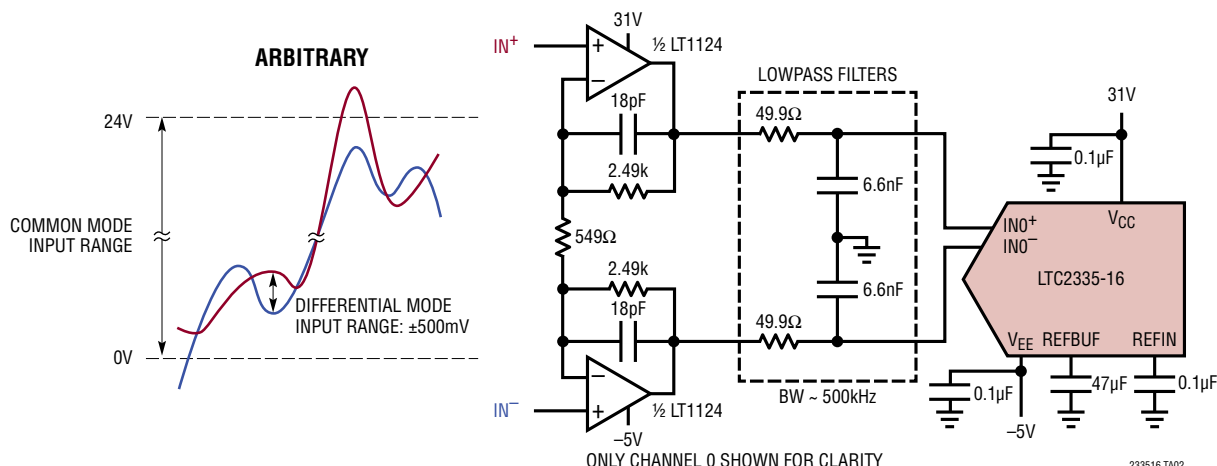 ARBITRARY
24V
COMMON MODE
INPUT RANGE
0V
DIFFERENTIAL MODE
INPUT RANGE: ±500mV
IN+
31V
½ LT1124
+
−
18pF
2.49k
549Ω
2.49k
18pF
−
+
IN−
½ LT1124
–5V
LOWPASS FILTERS
49.9Ω
6.6nF
6.6nF
49.9Ω
BW ~ 500kHz
31V
0.1µF
VCC
IN0+
IN0−
LTC2335-16
VEE
REFBUF
REFIN
0.1µF
47µF
0.1µF
–5V
ONLY CHANNEL 0 SHOWN FOR CLARITY
233516 TA02